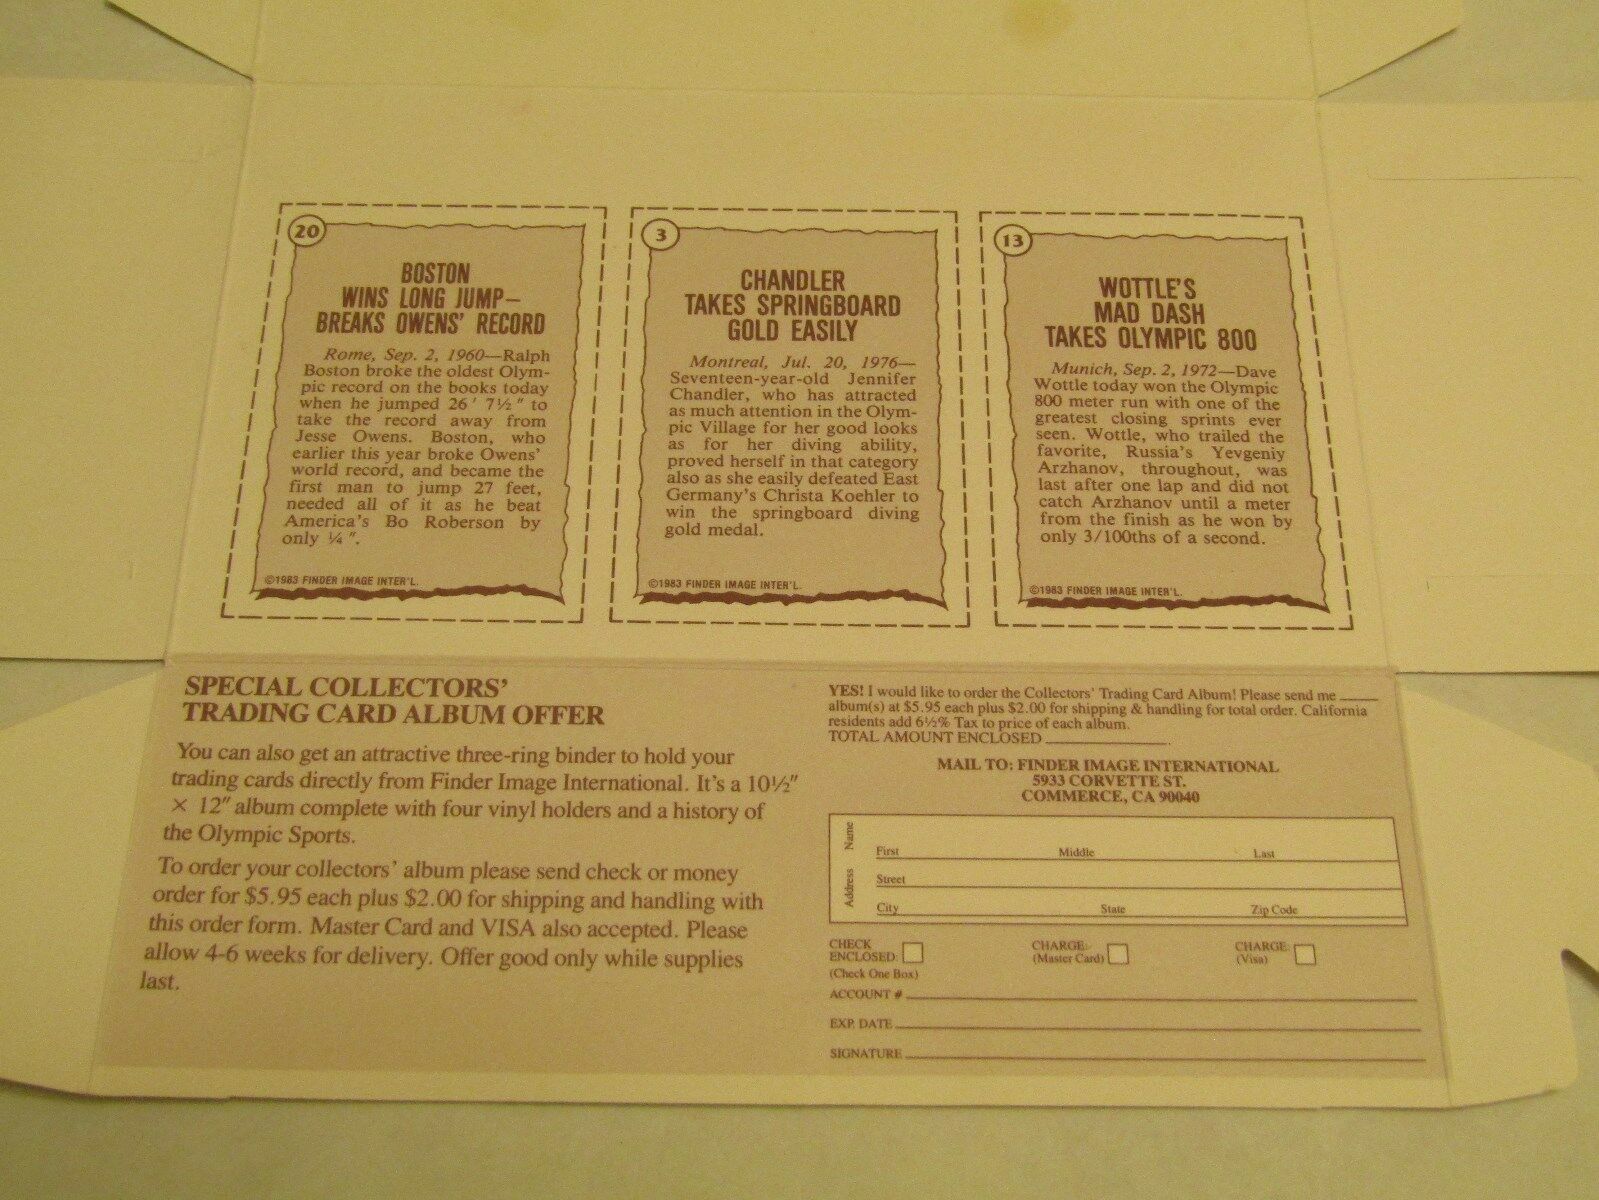 20
BOSTON
WINS LONG JUMP—
BREAKS OWENS' RECORD
Rome, Sep. 2, 1960—Ralph
Boston broke the oldest Olym-
pic record on the books today
when he jumped 26' 7½" to
take the record away from
Jesse Owens. Boston, who
earlier this year broke Owens'
world record, and became the
first man to jump 27 feet,
needed all of it as he beat
America's Bo Roberson by
only ¼".
©1983 FINDER IMAGE INTER'L.
3
CHANDLER
TAKES SPRINGBOARD
GOLD EASILY
Montreal, Jul. 20, 1976—
Seventeen-year-old Jennifer
Chandler, who has attracted
as much attention in the Olym-
pic Village for her good looks
as for her diving ability,
proved herself in that category
also as she easily defeated East
Germany's Christa Koehler to
win the springboard diving
gold medal.
©1983 FINDER IMAGE INTER'L.
13
WOTTLE'S
MAD DASH
TAKES OLYMPIC 800
Munich, Sep. 2, 1972—Dave
Wottle today won the Olympic
800 meter run with one of the
greatest closing sprints ever
seen. Wottle, who trailed the
favorite, Russia's Yevgeniy
Arzhanov, throughout, was
last after one lap and did not
catch Arzhanov until a meter
from the finish as he won by
only 3/100ths of a second.
©1983 FINDER IMAGE INTER'L.
SPECIAL COLLECTORS'
TRADING CARD ALBUM OFFER
You can also get an attractive three-ring binder to hold your
trading cards directly from Finder Image International. It's a 10½"
× 12" album complete with four vinyl holders and a history of
the Olympic Sports.
To order your collectors' album please send check or money
order for $5.95 each plus $2.00 for shipping and handling with
this order form. Master Card and VISA also accepted. Please
allow 4-6 weeks for delivery. Offer good only while supplies
last.
YES! I would like to order the Collectors' Trading Card Album! Please send me ____
album(s) at $5.95 each plus $2.00 for shipping & handling for total order. California
residents add 6½% Tax to price of each album.
TOTAL AMOUNT ENCLOSED ____________.
MAIL TO: FINDER IMAGE INTERNATIONAL
5933 CORVETTE ST.
COMMERCE, CA 90040
Name
First Middle Last
Address
Street
City State Zip Code
CHECK
ENCLOSED:
(Check One Box)
CHARGE:
(Master Card)
CHARGE:
(Visa)
ACCOUNT #
EXP. DATE
SIGNATURE